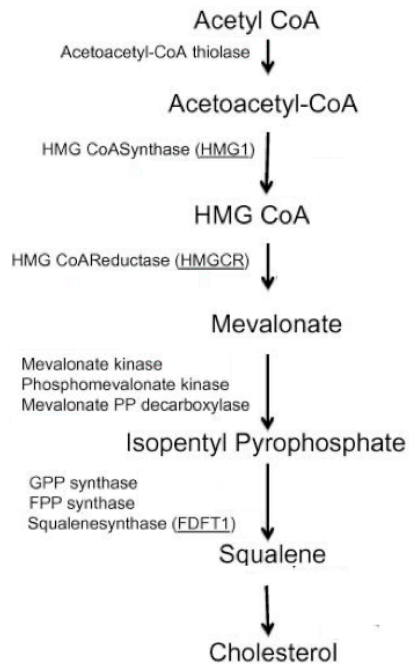 Acetyl CoA
Acetoacetyl-CoA thiolase
Acetoacetyl-CoA
HMG CoASynthase (HMG1)
HMG CoA
HMG CoAReductase (HMGCR)
Mevalonate
Mevalonate kinase
Phosphomevalonate kinase
Mevalonate PP decarboxylase
Isopentyl Pyrophosphate
GPP synthase
FPP synthase
Squalenesynthase (FDFT1)
Squalene
Cholesterol